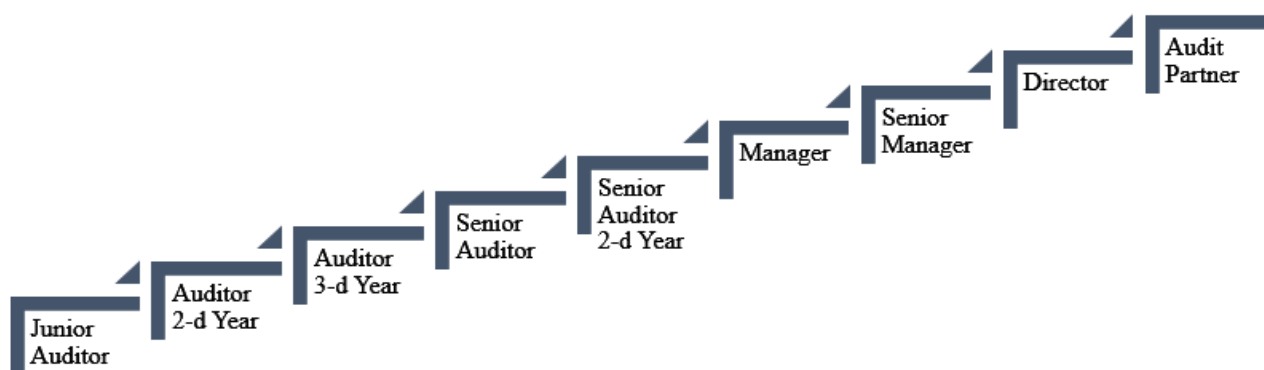 Junior
Auditor
Auditor
2-d Year
Auditor
3-d Year
Senior
Auditor
Senior
Auditor
2-d Year
Manager
Senior
Manager
Director
Audit
Partner